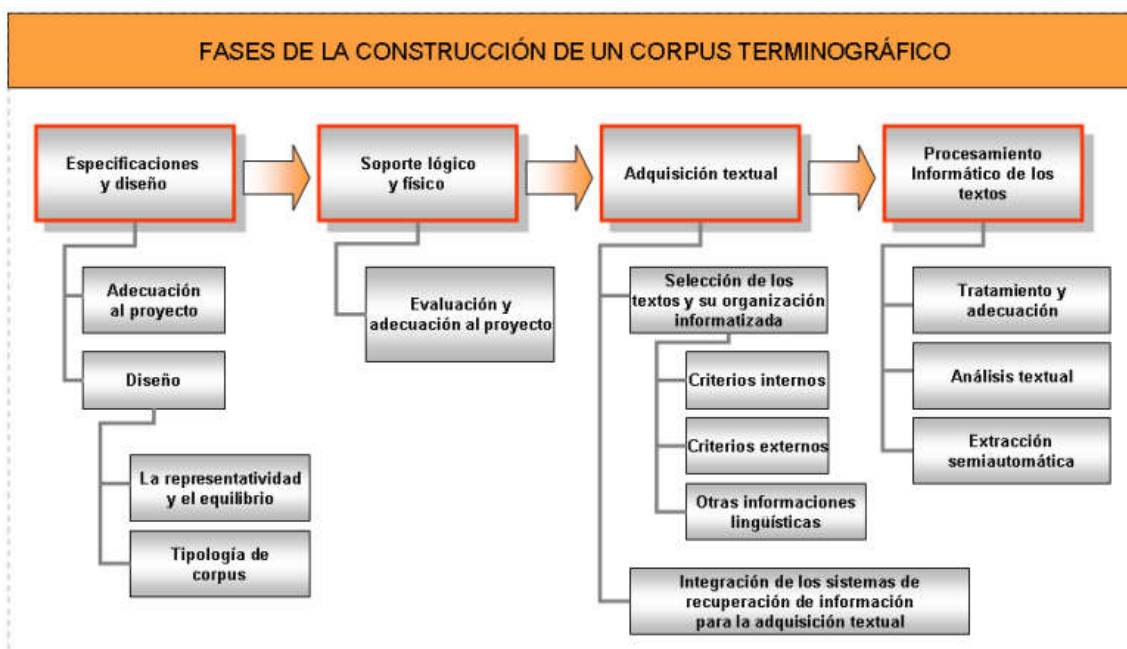 FASES DE LA CONSTRUCCIÓN DE UN CORPUS TERMINOGRÁFICO
Especificaciones
y diseño
Adecuación
al proyecto
Diseño
La representatividad
y el equilibrio
Tipología de
corpus
Soporte lógico
y físico
Evaluación y
adecuación al proyecto
Adquisición textual
Selección de los
textos y su organización
informatizada
Criterios internos
Criterios externos
Otras informaciones
lingüísticas
Integración de los sistemas de
recuperación de información
para la adquisición textual
Procesamiento
Informático de los
textos
Tratamiento y
adecuación
Análisis textual
Extracción
semiautomática